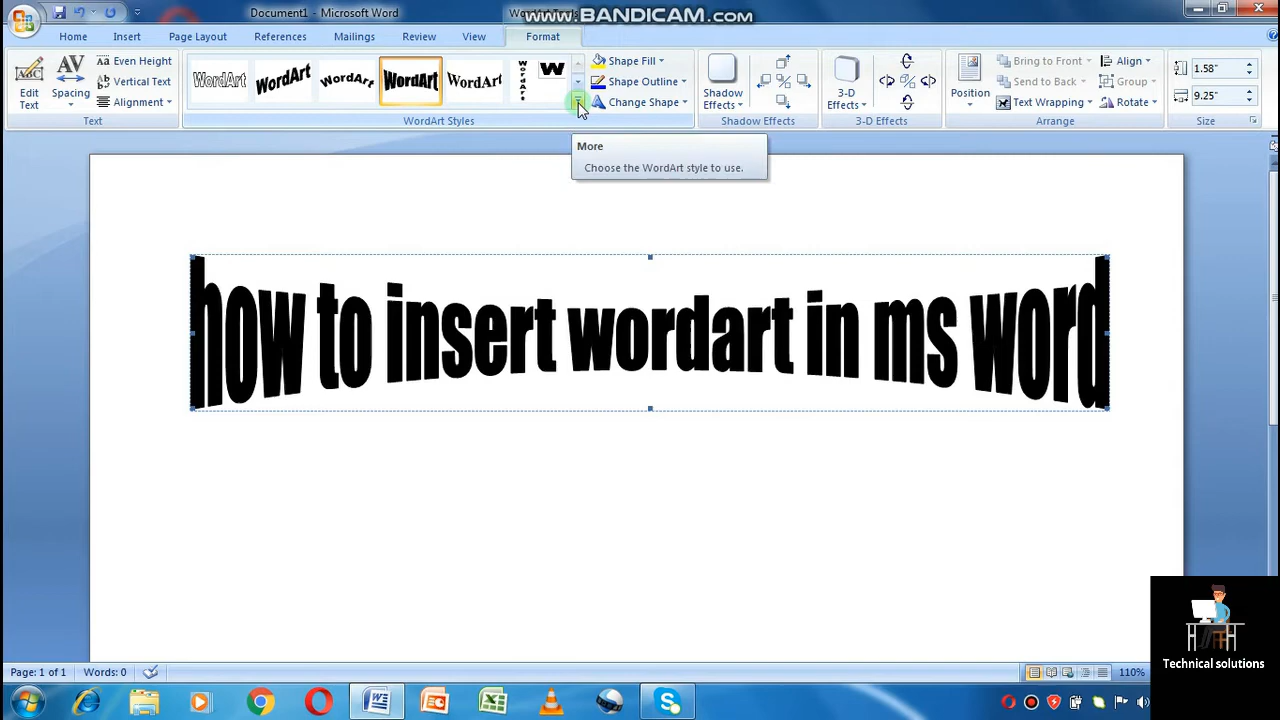 Document1 - Microsoft Word
www.BANDICAM.com
Home Insert Page Layout References Mailings Review View Format
Edit Text
AV
Spacing
Even Height
Vertical Text
Alignment
Text
WordArt WordArt WordArt WordArt WordArt WordArt W
WordArt Styles
Shape Fill
Shape Outline
Change Shape
Shadow Effects
Shadow Effects
3-D Effects
3-D Effects
Position
Bring to Front
Send to Back
Text Wrapping
Align
Group
Rotate
Arrange
1.58"
9.25"
Size
More
Choose the WordArt style to use.
how to insert wordart in ms word
Technical solutions
Page: 1 of 1 Words: 0 110%